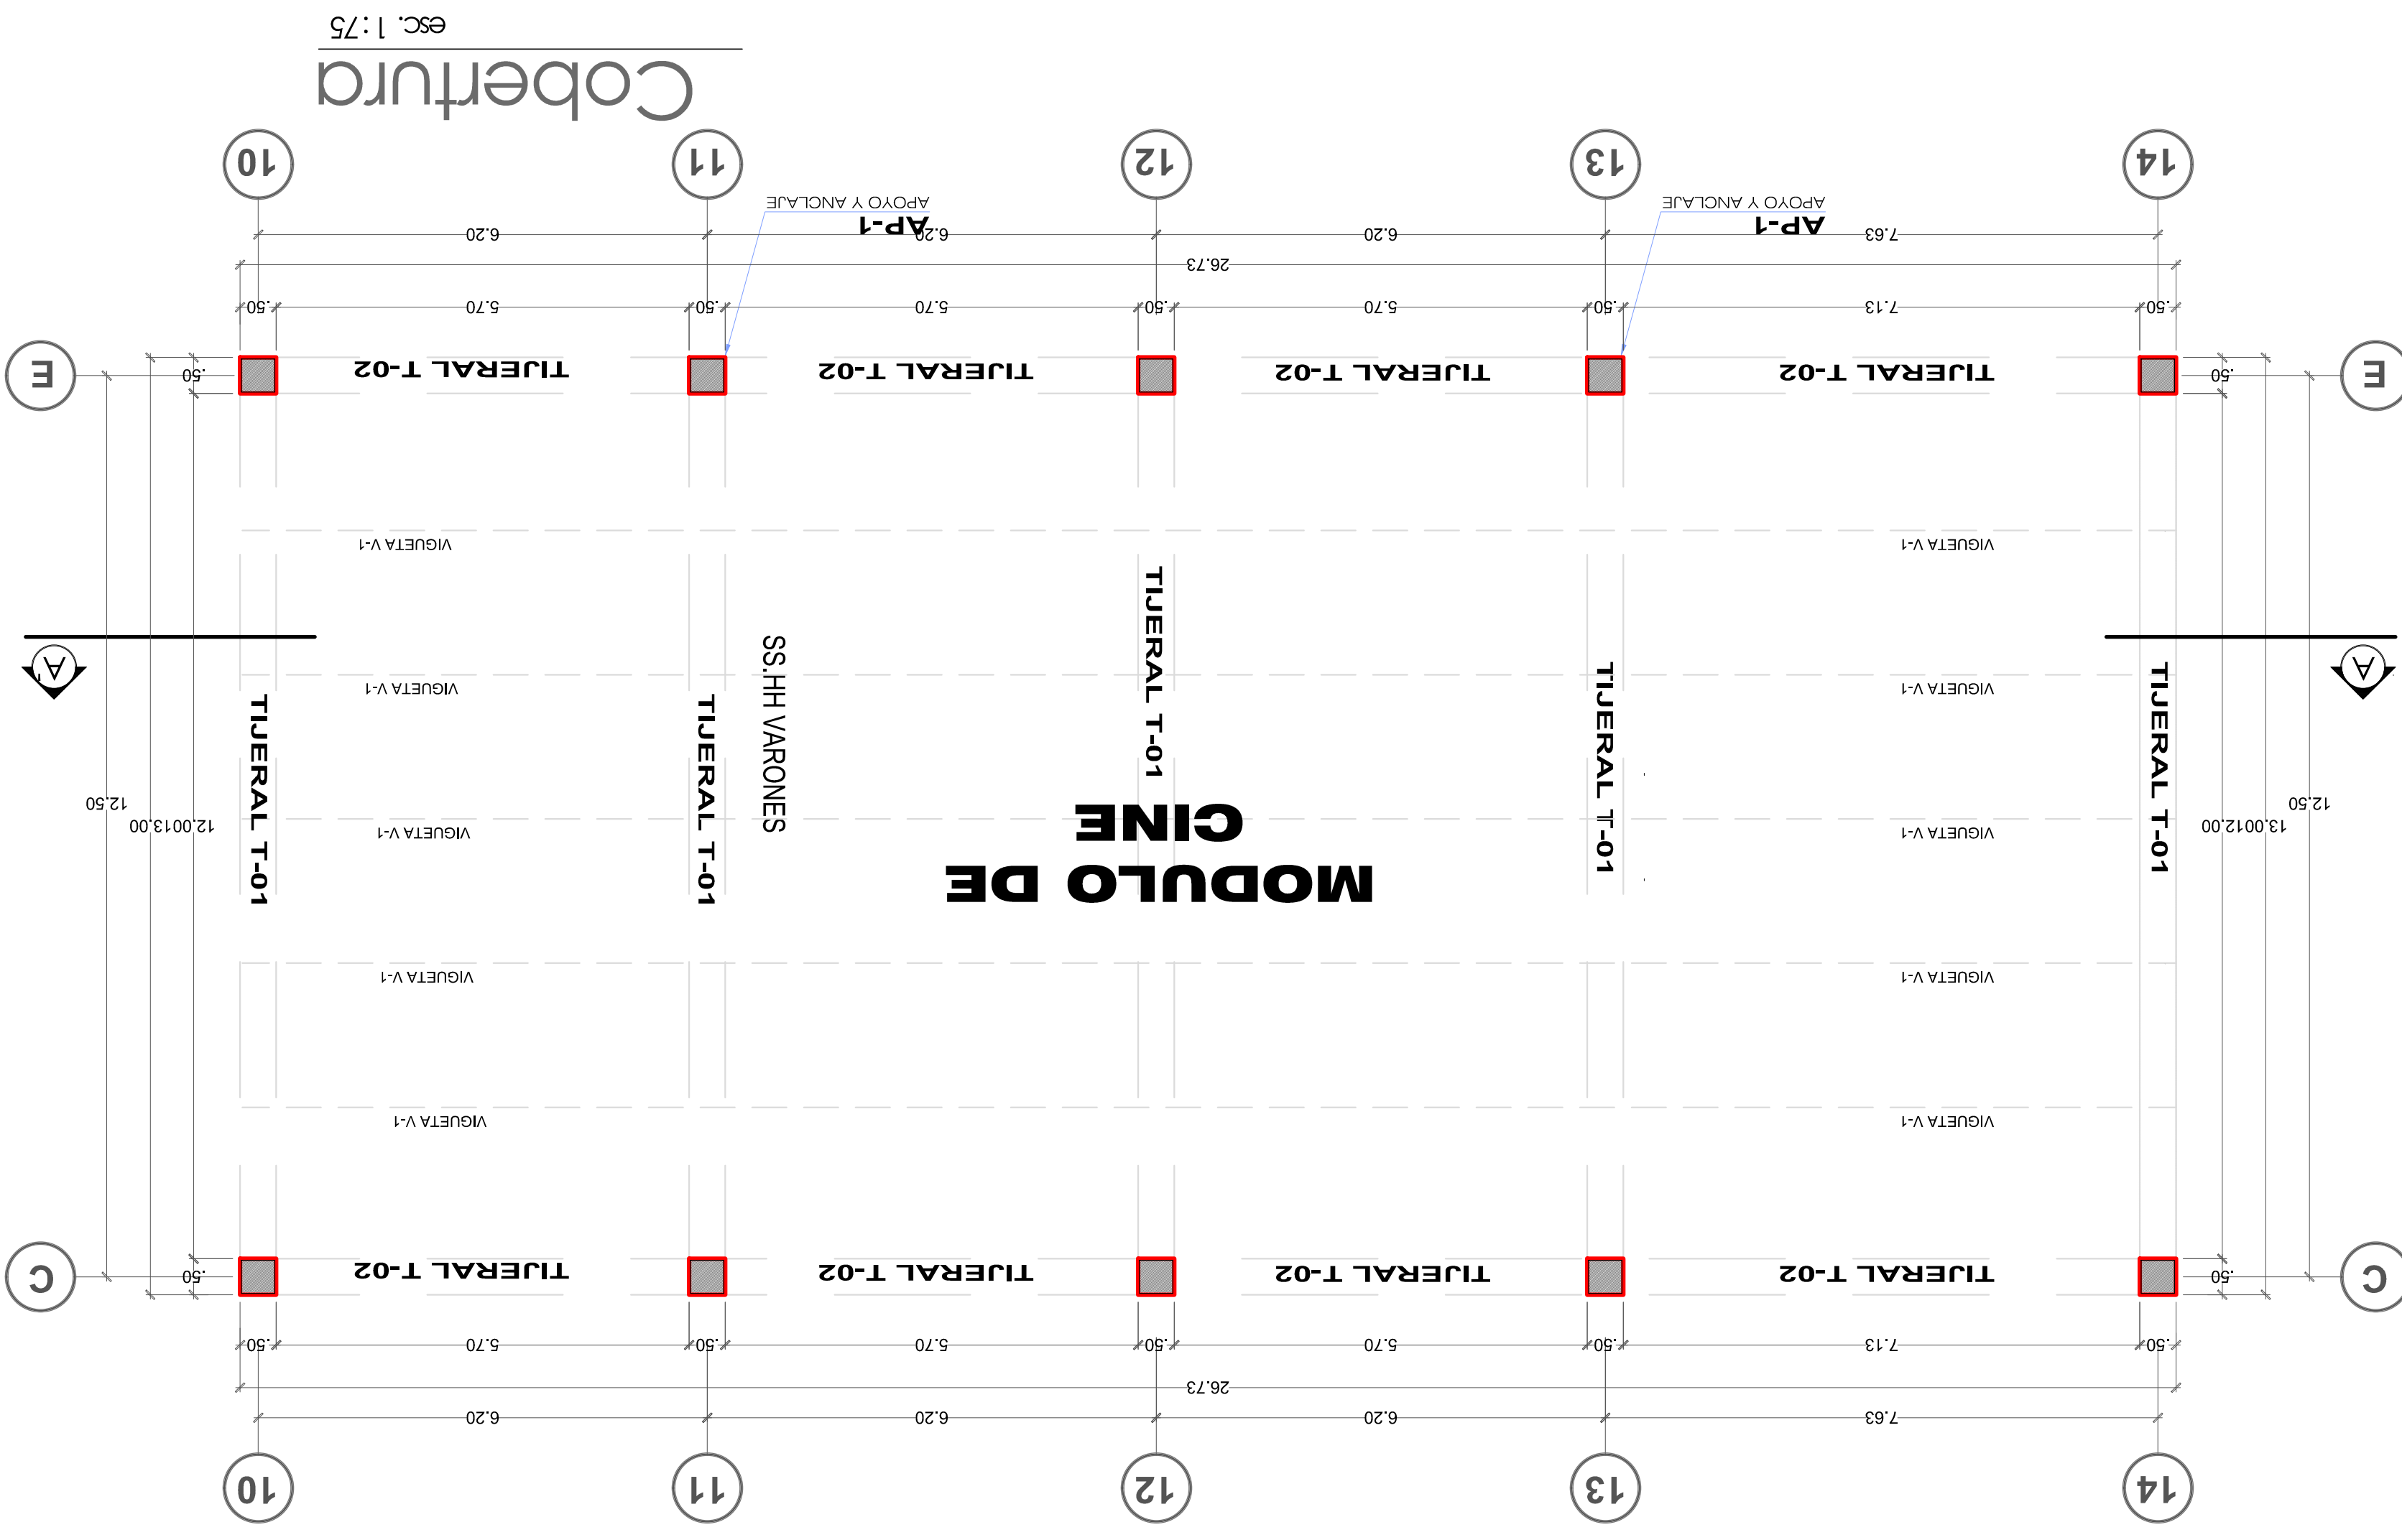 14 13 12 11 10
7.63 6.20 6.20 6.20
26.73
.50 7.13 .50 5.70 .50 5.70 .50 5.70 .50
C .50 TIJERAL T-02 TIJERAL T-02 TIJERAL T-02 TIJERAL T-02 .50 C
VIGUETA V-1 VIGUETA V-1
VIGUETA V-1 VIGUETA V-1
MODULO DE
CINE
VIGUETA V-1 VIGUETA V-1
12.50 13.00 12.00 12.00 13.00 12.50
TIJERAL T-01
TIJERAL T-01
TIJERAL T-01
SS.HH VARONES
TIJERAL T-01
TIJERAL T-01
A A'
VIGUETA V-1 VIGUETA V-1
VIGUETA V-1 VIGUETA V-1
E .50 TIJERAL T-02 TIJERAL T-02 TIJERAL T-02 TIJERAL T-02 .50 E
.50 7.13 .50 5.70 .50 5.70 .50 5.70 .50
26.73
7.63 6.20 6.20 6.20
AP-1 AP-1
APOYO Y ANCLAJE APOYO Y ANCLAJE
14 13 12 11 10
Cobertura
esc. 1:75